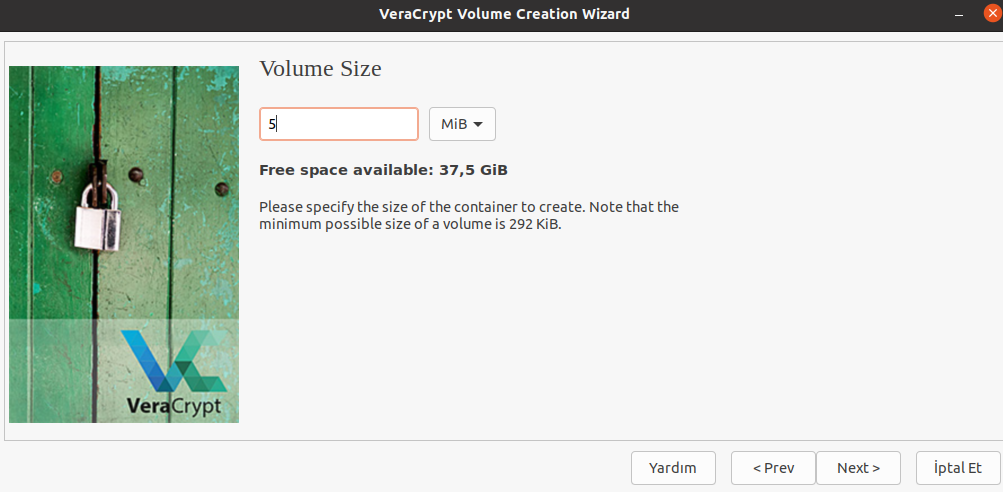 VeraCrypt Volume Creation Wizard
Volume Size
5
MiB
Free space available: 37,5 GiB
Please specify the size of the container to create. Note that the
minimum possible size of a volume is 292 KiB.
VeraCrypt
Yardım
< Prev
Next >
İptal Et